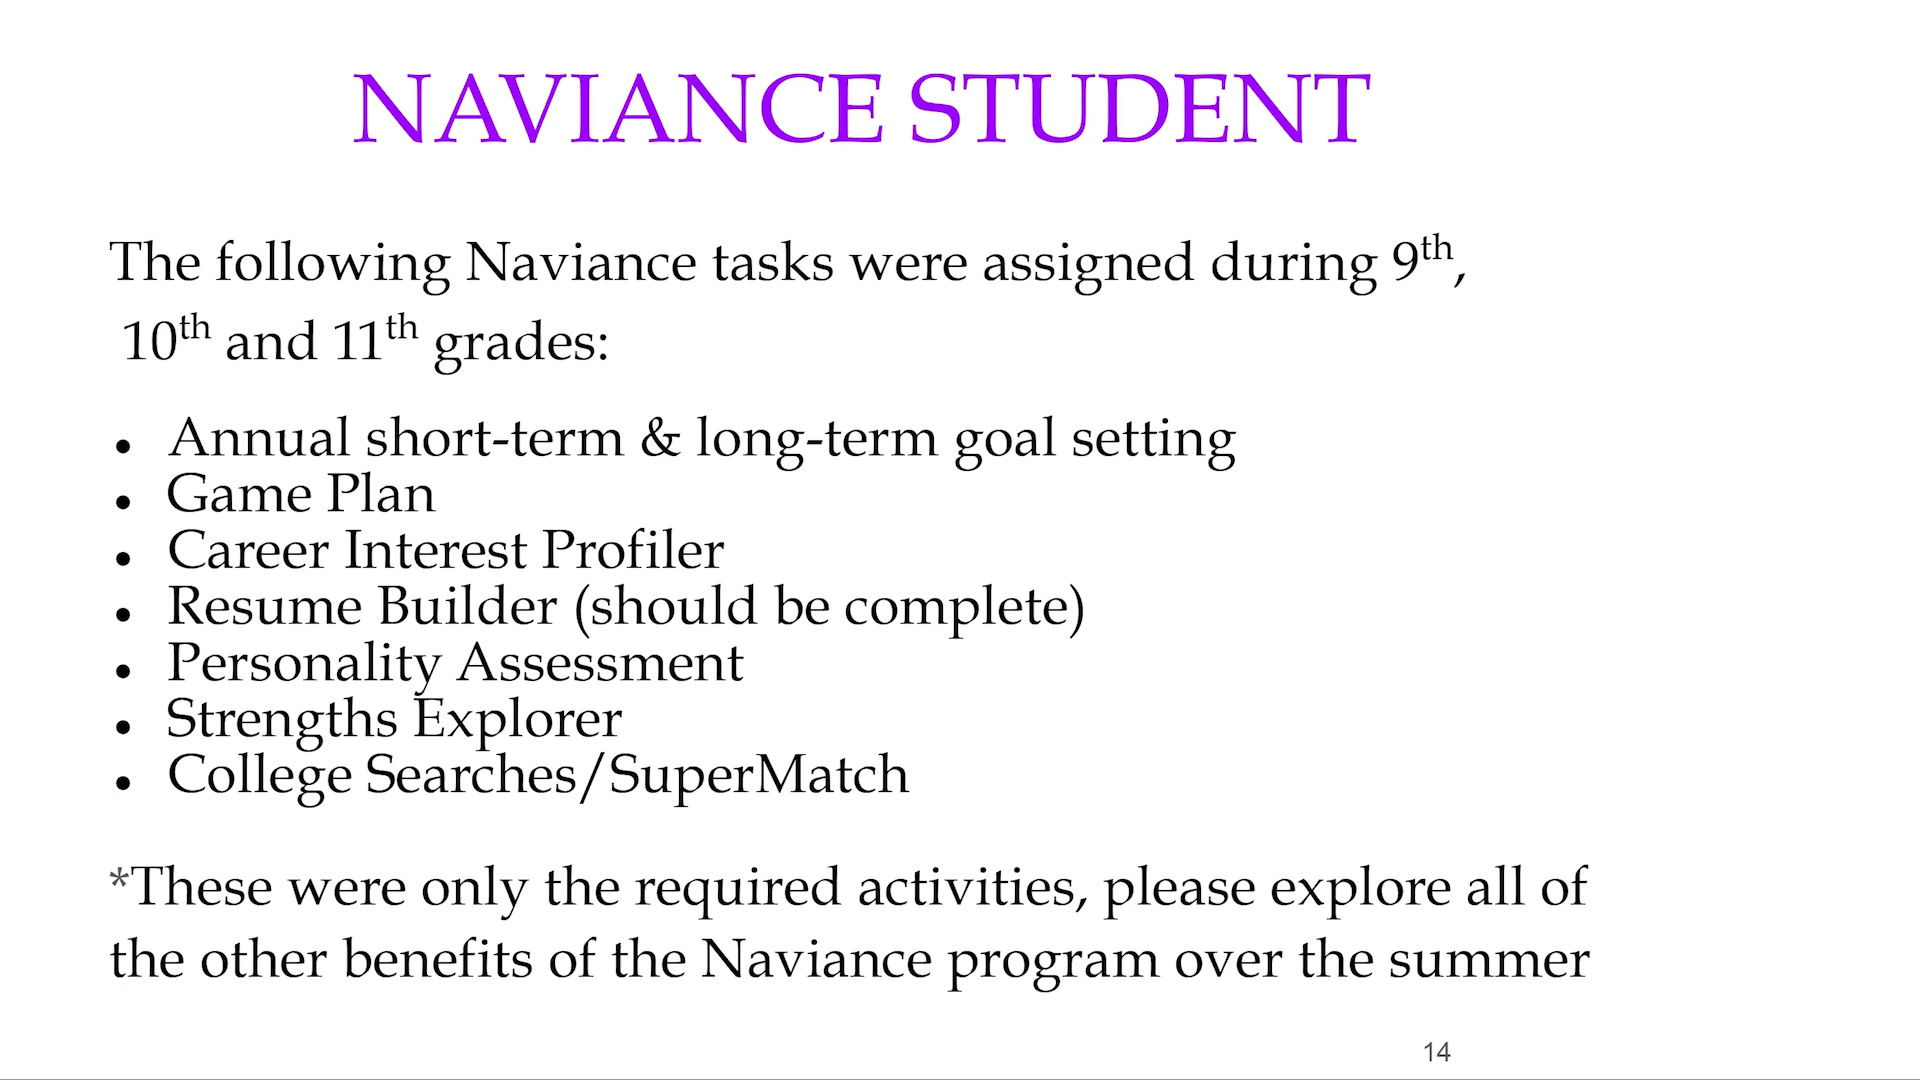 NAVIANCE STUDENT
The following Naviance tasks were assigned during 9th,
10th and 11th grades:
• Annual short-term & long-term goal setting
• Game Plan
• Career Interest Profiler
• Resume Builder (should be complete)
• Personality Assessment
• Strengths Explorer
• College Searches/SuperMatch
*These were only the required activities, please explore all of
the other benefits of the Naviance program over the summer
14